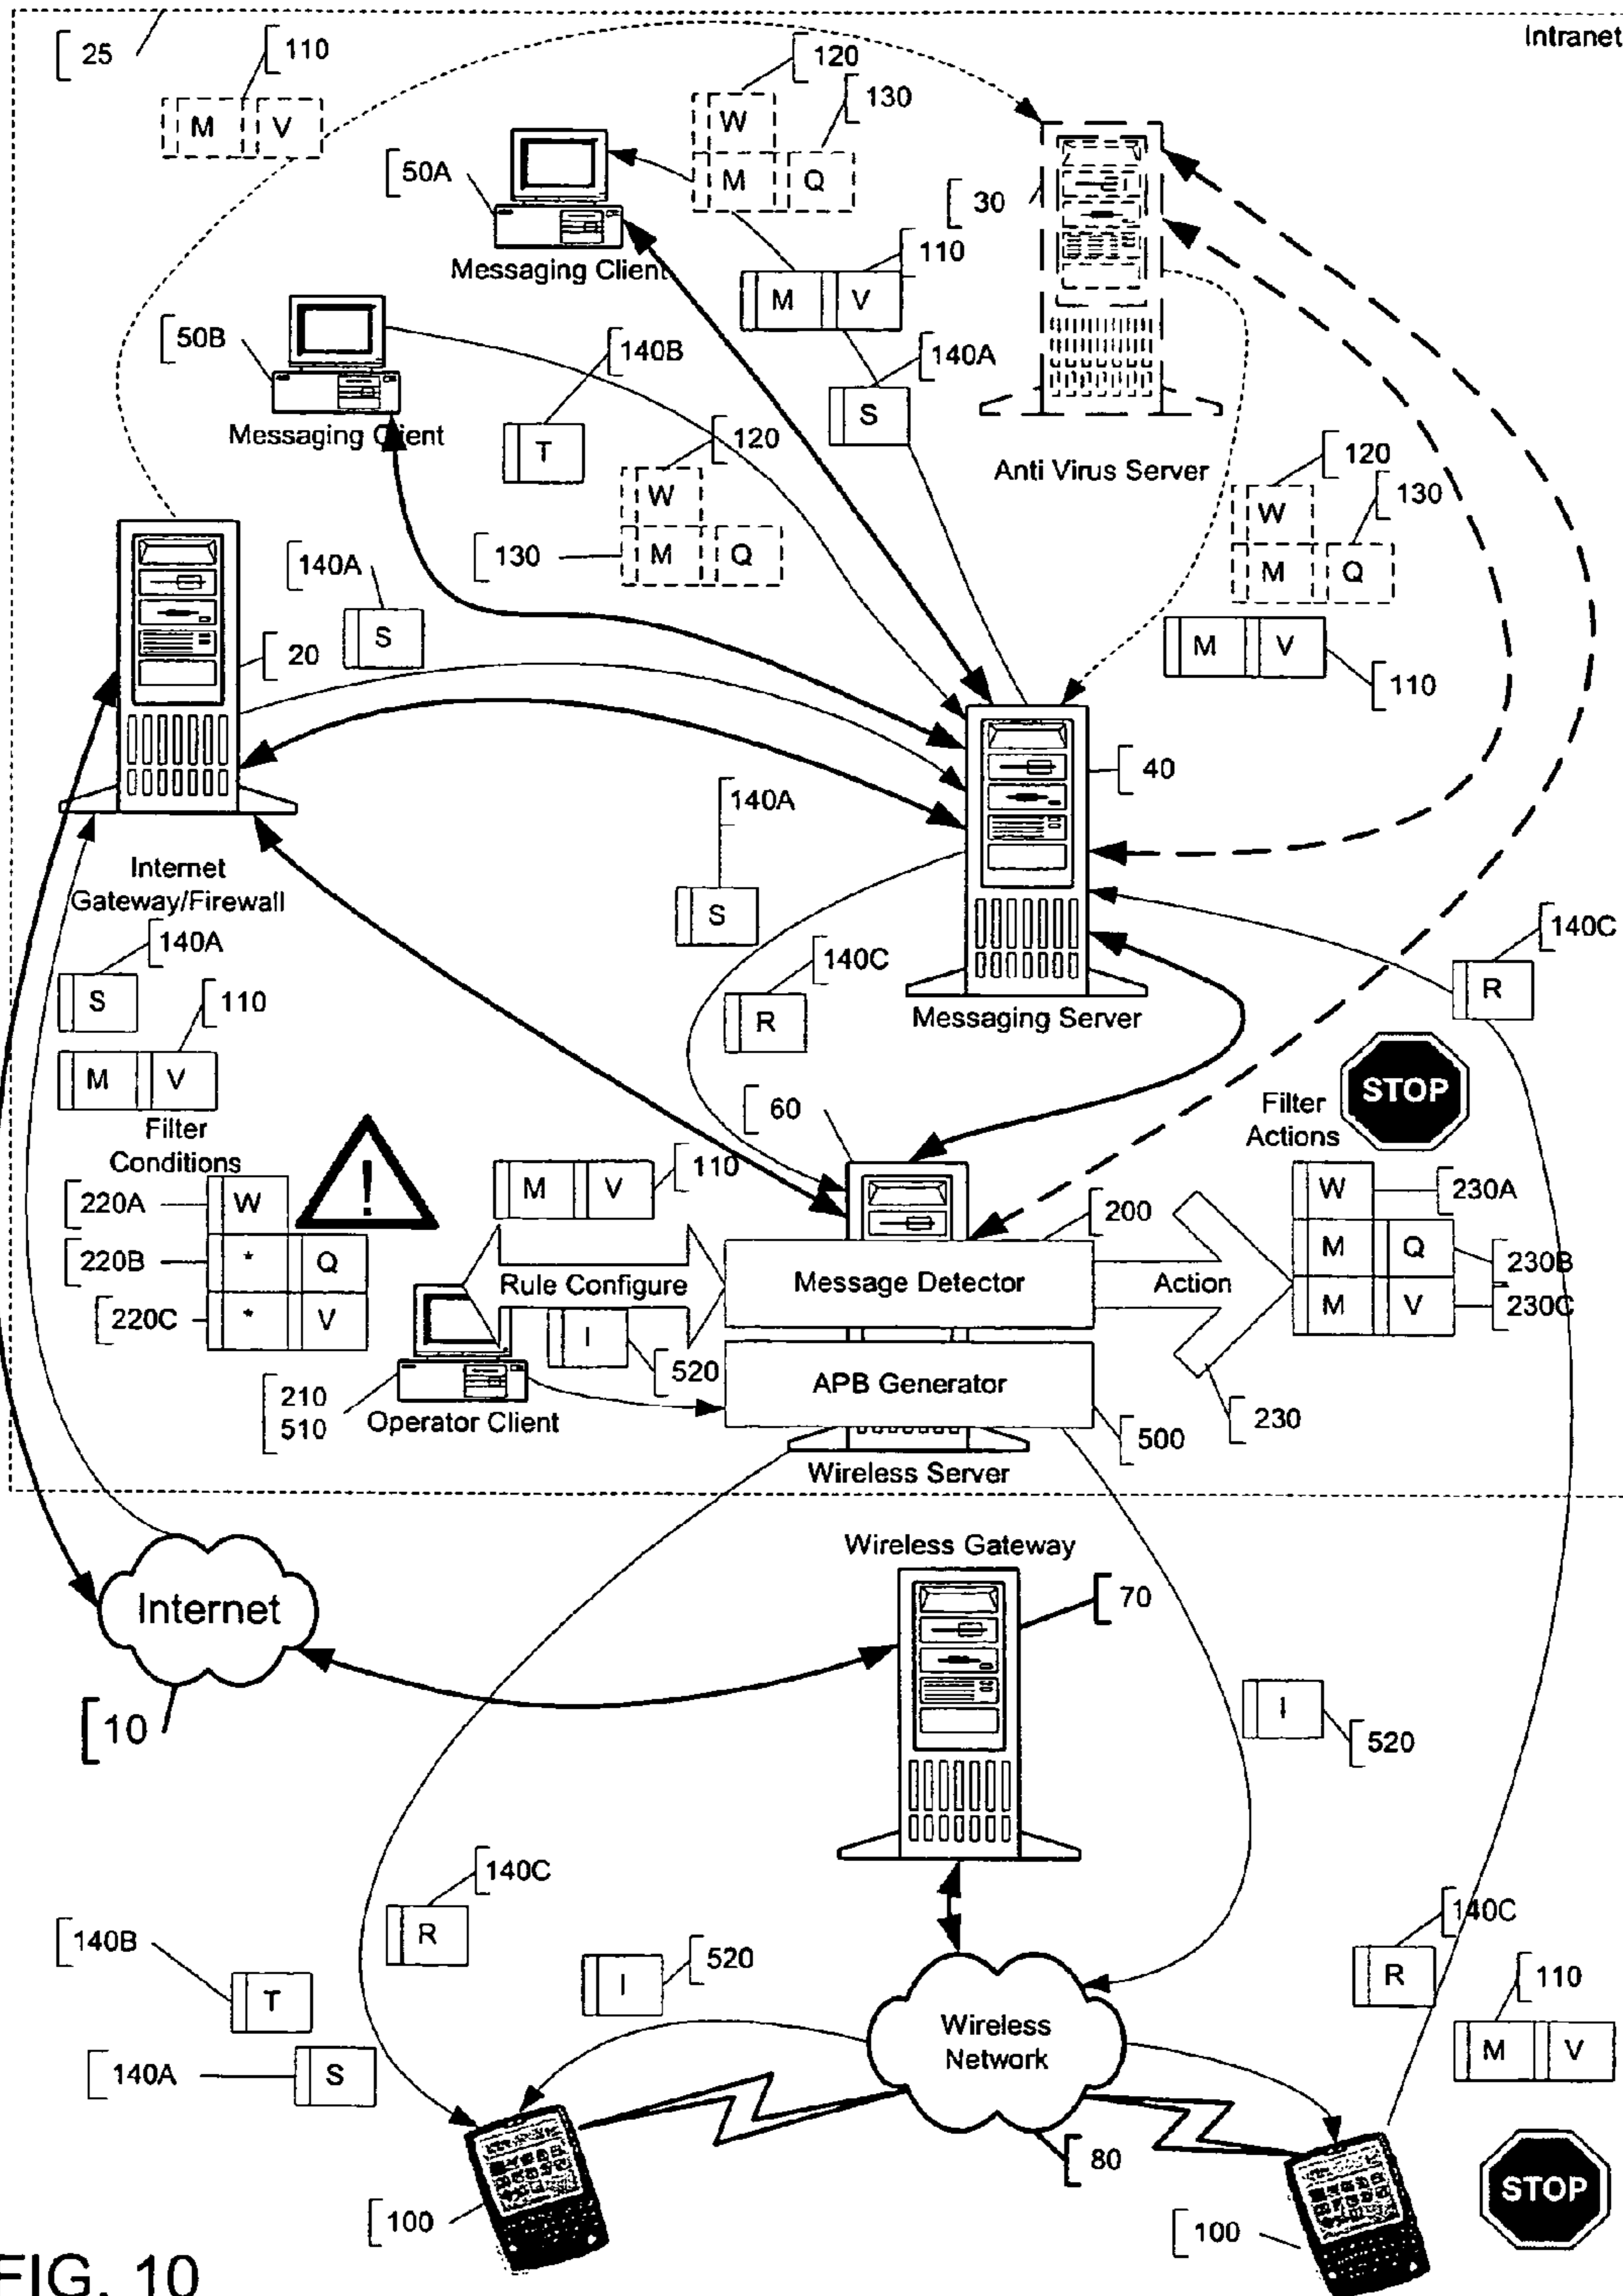 Intranet
25
110
M V
120
W
130
M Q
50A
30
Messaging Client
110
M V
50B
140B
140A
S
Messaging Client
T
120
W
130
M Q
Anti Virus Server
120
W
130
M Q
140A
S
20
M V
110
40
140A
S
Internet
Gateway/Firewall
140A
S
110
M V
140C
R
Messaging Server
140C
R
STOP
Filter
Actions
Filter
Conditions
!
60
110
M V
220A
W
220B
* Q
220C
* V
Rule Configure
200
Message Detector
Action
W
230A
M Q
230B
M V
230C
I
520
APB Generator
210
510
Operator Client
500
230
Wireless Server
Wireless Gateway
70
Internet
10
I
520
140C
R
140B
T
I
520
140A
S
Wireless
Network
80
140C
R
110
M V
100
100
STOP
FIG. 10